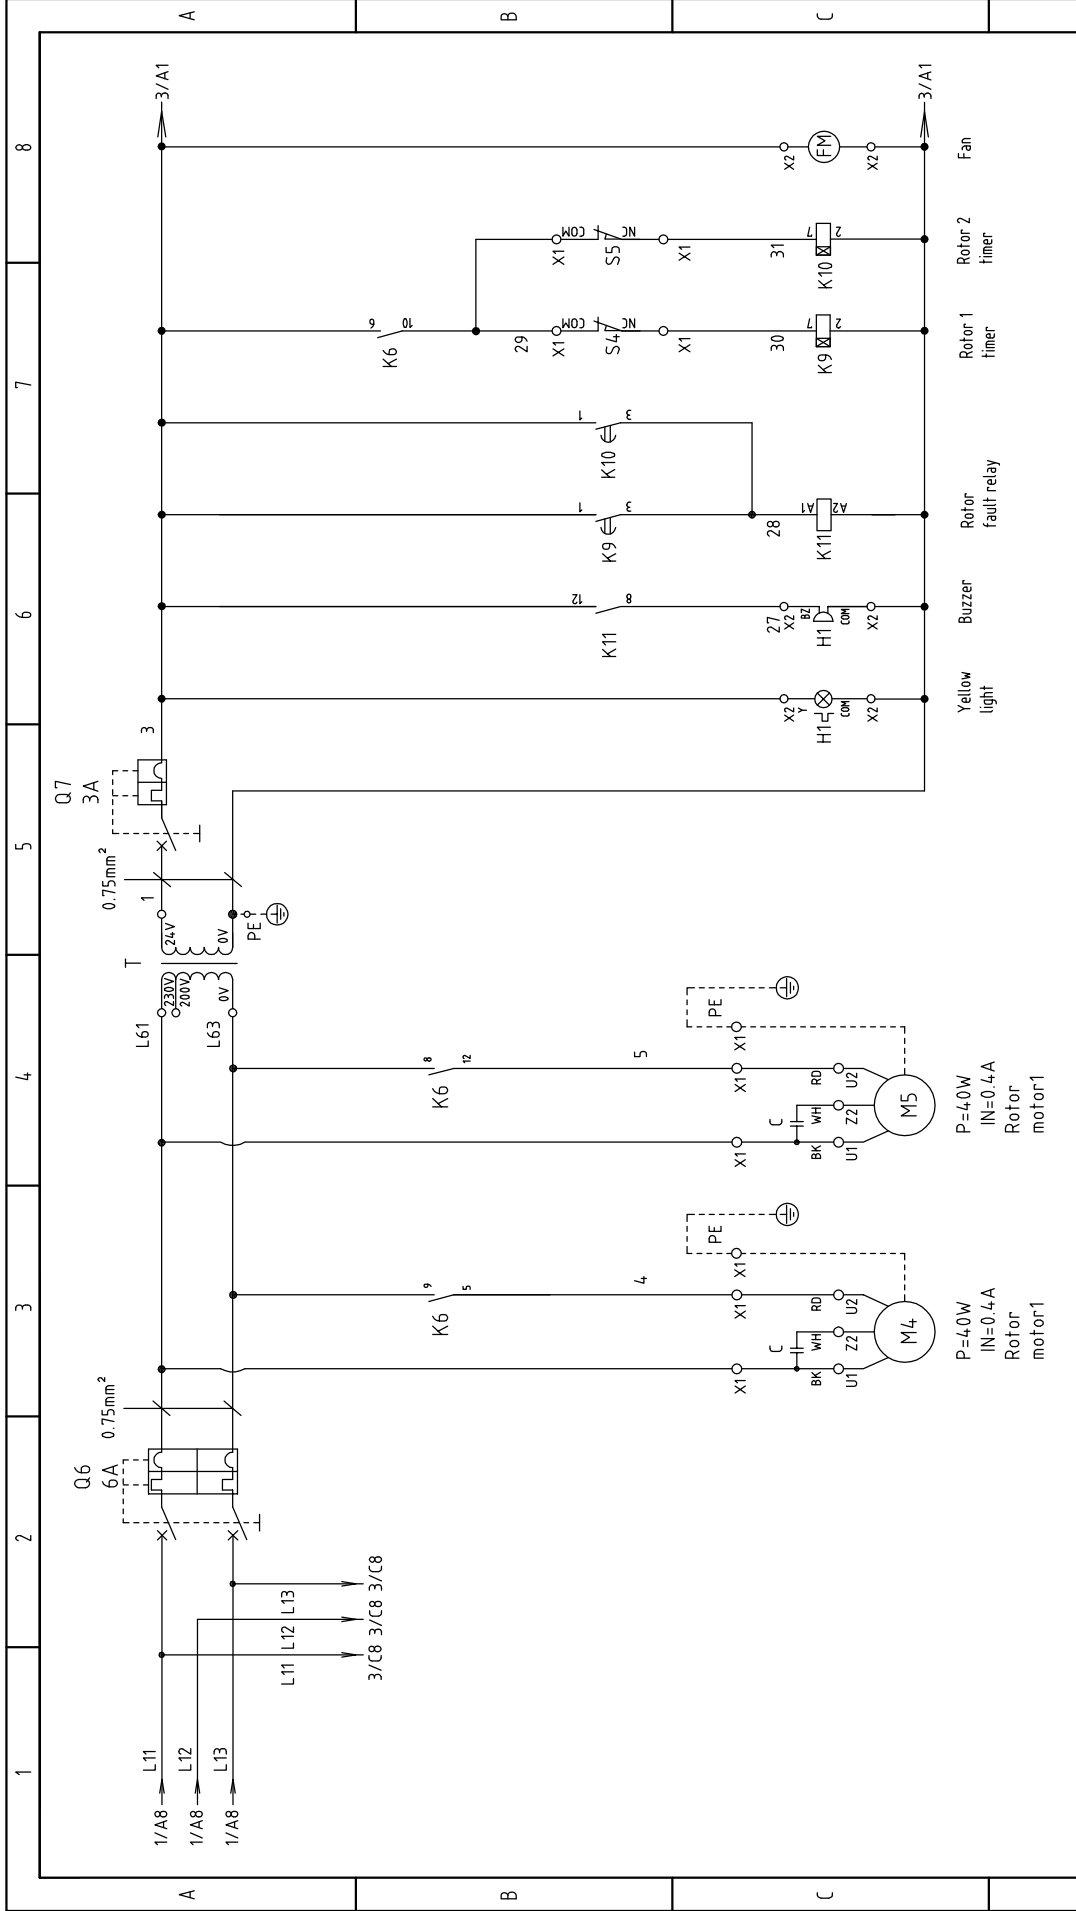 1
2
3
4
5
6
7
8
A
A
B
B
C
C
1/A8
L11
1/A8
L12
1/A8
L13
L11
3/C8
L12
3/C8
L13
3/C8
Q6
6A
0.75mm²
K6
9
5
4
X1
X1
X1
PE
C
BK
WH
RD
U1
Z2
U2
M4
P=40W
IN=0.4A
Rotor
motor1
K6
8
12
5
X1
X1
X1
PE
C
BK
WH
RD
U1
Z2
U2
M5
P=40W
IN=0.4A
Rotor
motor1
L61
L63
T
230V
200V
0V
24V
0V
1
PE
0.75mm²
Q7
3A
3
X2
Y
H1
COM
X2
Yellow
light
12
8
K11
27
X2
BZ
H1
COM
X2
Buzzer
1
3
K9
28
A1
A2
K11
Rotor
fault relay
1
3
K10
6
10
K6
29
X1
COM
S4
NC
X1
30
7
2
K9
Rotor 1
timer
X1
COM
S5
NC
X1
31
7
2
K10
Rotor 2
timer
X2
FM
X2
Fan
3/A1
3/A1